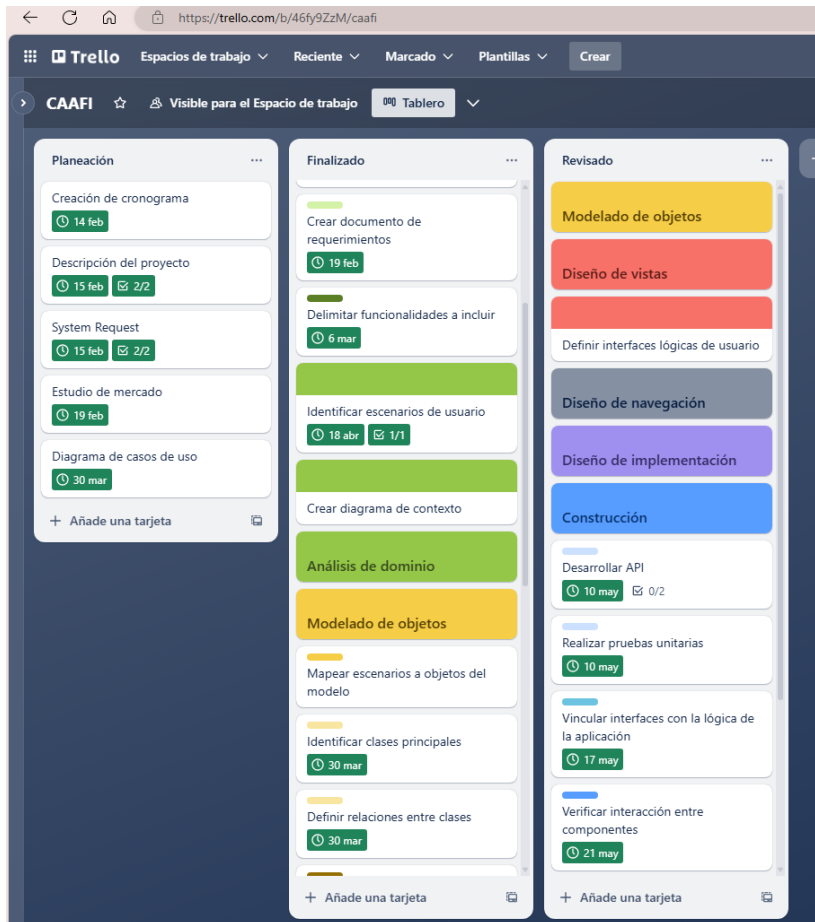 https://trello.com/b/46fy9ZzM/caafi
Trello Espacios de trabajo Reciente Marcado Plantillas Crear
CAAFI Visible para el Espacio de trabajo Tablero
Planeación
Creación de cronograma
14 feb
Descripción del proyecto
15 feb 2/2
System Request
15 feb 2/2
Estudio de mercado
19 feb
Diagrama de casos de uso
30 mar
+ Añade una tarjeta
Finalizado
Crear documento de
requerimientos
19 feb
Delimitar funcionalidades a incluir
6 mar
Identificar escenarios de usuario
18 abr 1/1
Crear diagrama de contexto
Análisis de dominio
Modelado de objetos
Mapear escenarios a objetos del
modelo
Identificar clases principales
30 mar
Definir relaciones entre clases
30 mar
+ Añade una tarjeta
Revisado
Modelado de objetos
Diseño de vistas
Definir interfaces lógicas de usuario
Diseño de navegación
Diseño de implementación
Construcción
Desarrollar API
10 may 0/2
Realizar pruebas unitarias
10 may
Vincular interfaces con la lógica de
la aplicación
17 may
Verificar interacción entre
componentes
21 may
+ Añade una tarjeta